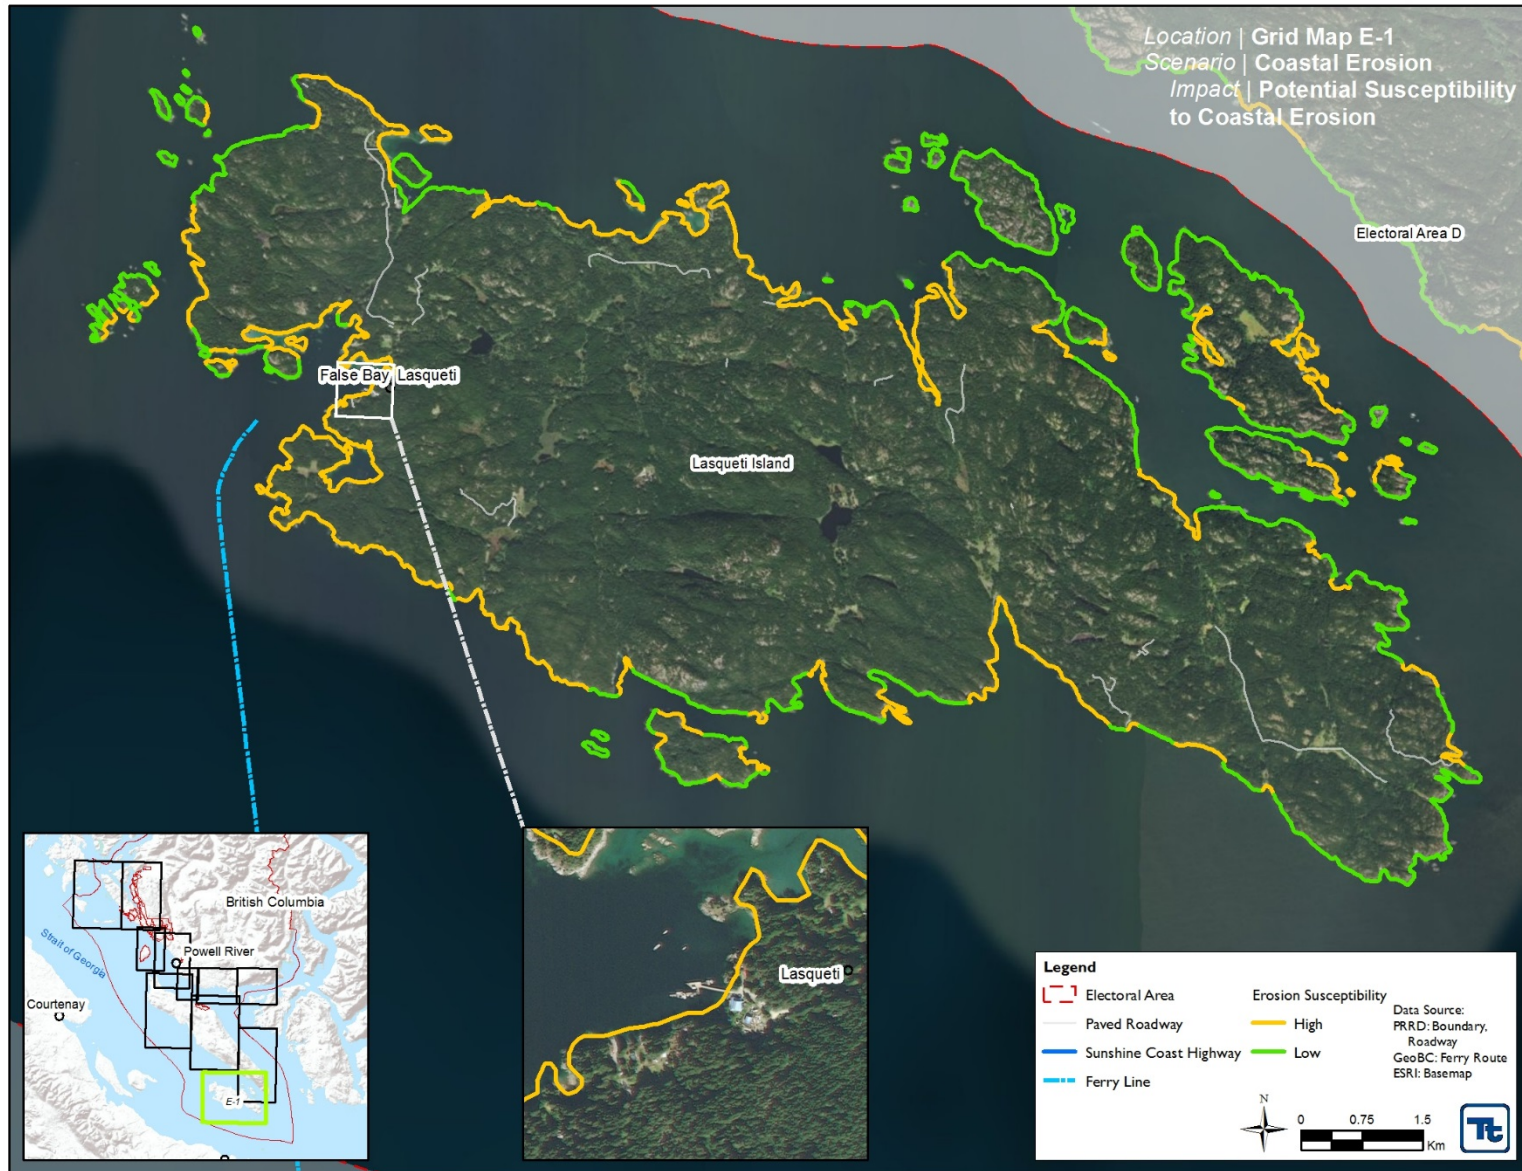 Location | Grid Map E-1
Scenario | Coastal Erosion
Impact | Potential Susceptibility
to Coastal Erosion
Electoral Area D
False Bay
Lasqueti
Lasqueti Island
British Columbia
Powell River
Strait of Georgia
Courtenay
E-1
Lasqueti
Legend
Electoral Area
Paved Roadway
Sunshine Coast Highway
Ferry Line
Erosion Susceptibility
High
Low
Data Source:
PRRD: Boundary,
Roadway
GeoBC: Ferry Route
ESRI: Basemap
N
0 0.75 1.5
Km
Tt